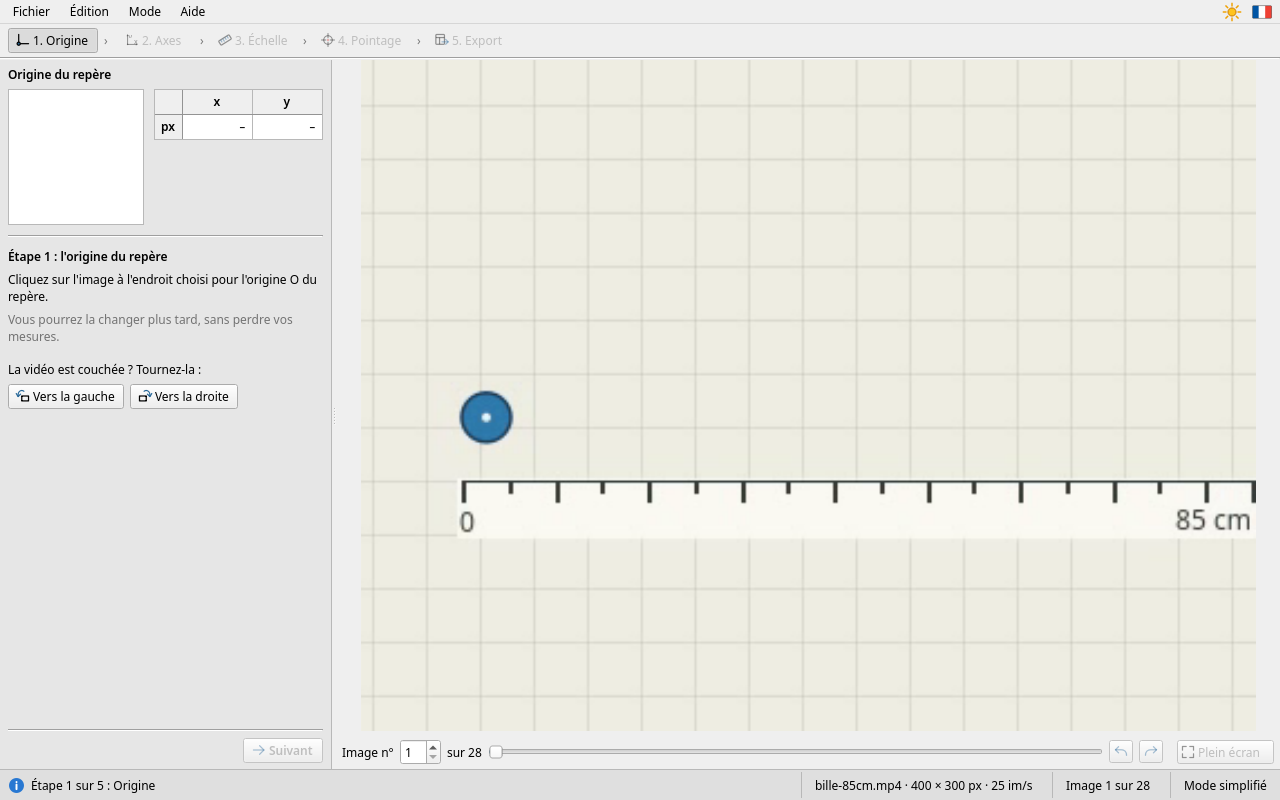 Fichier Édition Mode Aide
1. Origine › 2. Axes › 3. Échelle › 4. Pointage › 5. Export
Origine du repère
x y
px – –
Étape 1 : l'origine du repère
Cliquez sur l'image à l'endroit choisi pour l'origine O du
repère.
Vous pourrez la changer plus tard, sans perdre vos
mesures.
La vidéo est couchée ? Tournez-la :
Vers la gauche Vers la droite
Suivant
0 85 cm
Image n° 1 sur 28 Plein écran
Étape 1 sur 5 : Origine bille-85cm.mp4 · 400 × 300 px · 25 im/s Image 1 sur 28 Mode simplifié